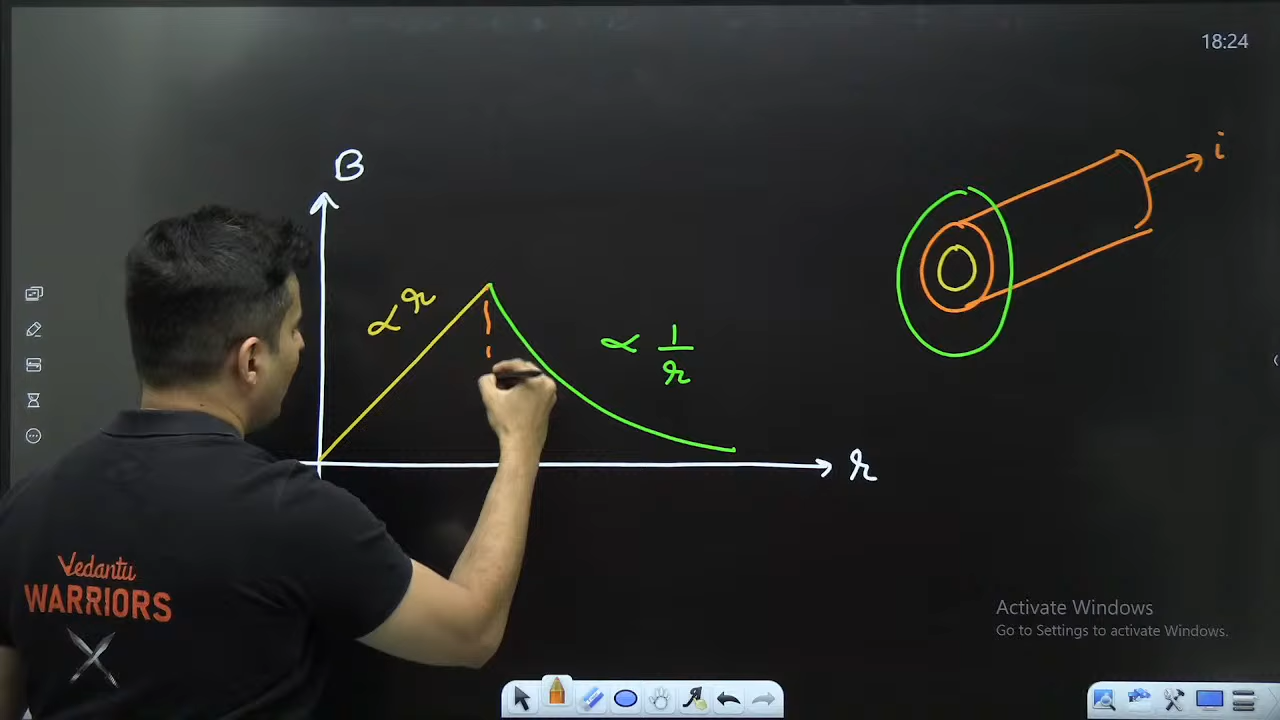 18:24
B
i
∝ r
∝ 1/r
r
Vedantu
WARRIORS
Activate Windows
Go to Settings to activate Windows.